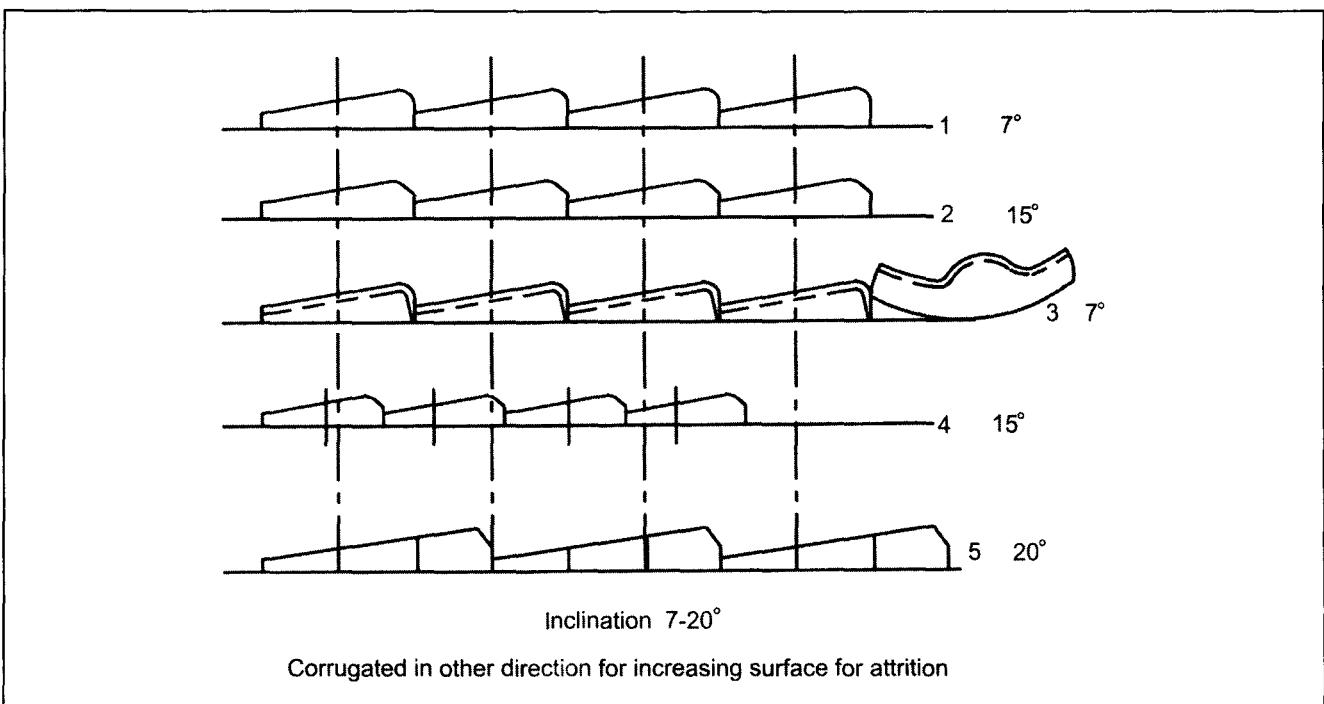 1 7°
2 15°
3 7°
4 15°
5 20°
Inclination 7-20°
Corrugated in other direction for increasing surface for attrition